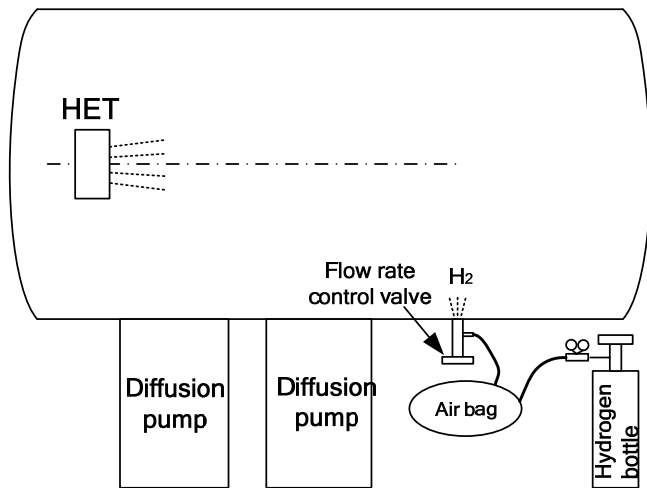 HET
Flow rate
control valve
H2
Diffusion
pump
Diffusion
pump
Air bag
Hydrogen
bottle